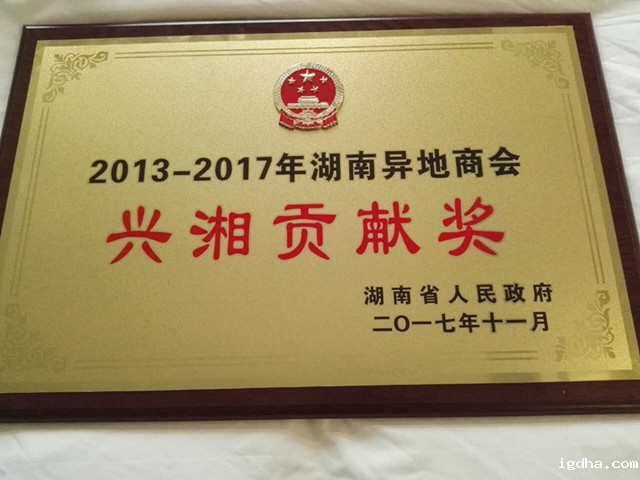 2013-2017年湖南异地商会
兴湘贡献奖
湖南省人民政府
二〇一七年十一月
igdha.com